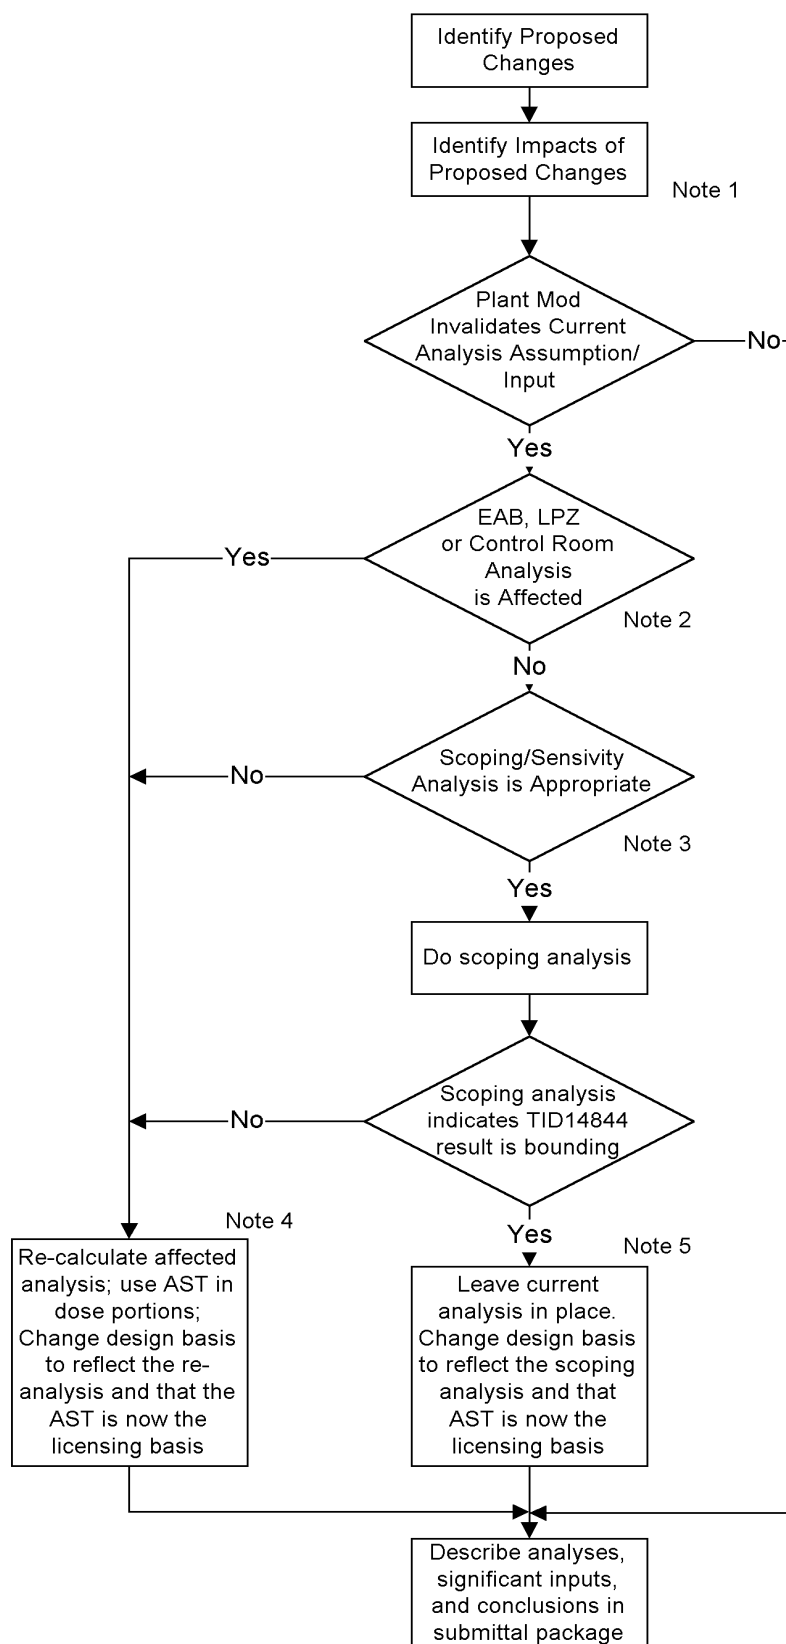 Identify Proposed
Changes
Identify Impacts of
Proposed Changes
Note 1
Plant Mod
Invalidates Current
Analysis Assumption/
Input
No
Yes
EAB, LPZ
or Control Room
Analysis
is Affected
Yes
Note 2
No
Scoping/Sensivity
Analysis is Appropriate
No
Note 3
Yes
Do scoping analysis
Scoping analysis
indicates TID14844
result is bounding
No
Yes
Note 4
Note 5
Re-calculate affected
analysis; use AST in
dose portions;
Change design basis
to reflect the re-
analysis and that the
AST is now the
licensing basis
Leave current
analysis in place.
Change design basis
to reflect the scoping
analysis and that
AST is now the
licensing basis
Describe analyses,
significant inputs,
and conclusions in
submittal package